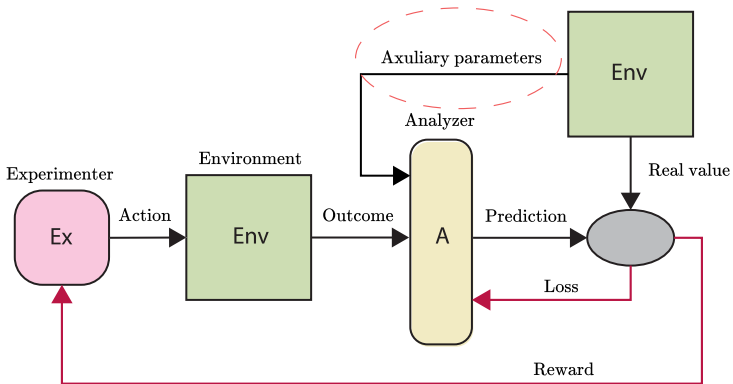 Axuliary parameters
Env
Analyzer
Environment
Real value
Experimenter
Action
Outcome
Prediction
Ex
Env
A
Loss
Reward